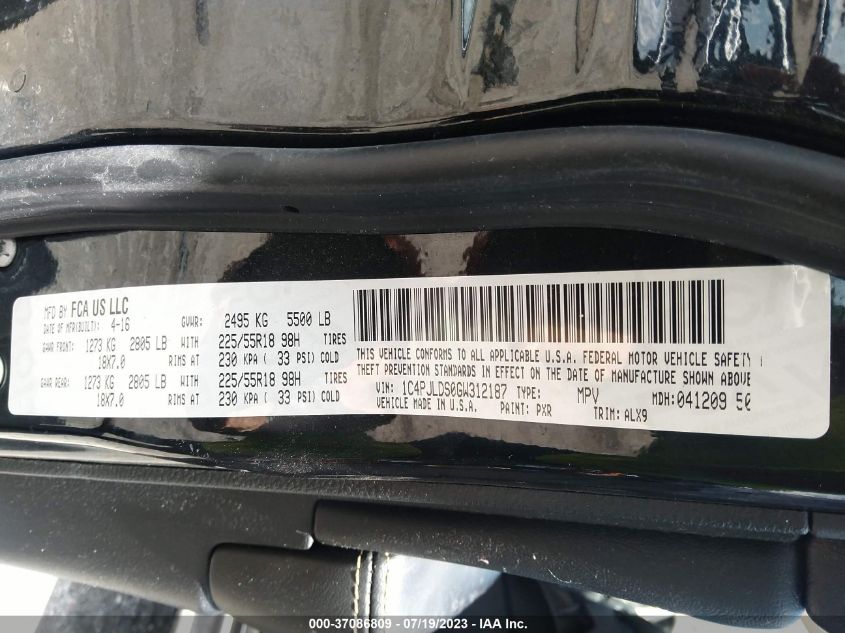 MFD BY FCA US LLC
DATE OF MFR(BUILT): 4-16 GVWR: 2495 KG 5500 LB
GAWR FRONT: 1273 KG 2805 LB WITH 225/55R18 98H TIRES
18X7.0 RIMS AT 230 KPA ( 33 PSI) COLD
GAWR REAR: 1273 KG 2805 LB WITH 225/55R18 98H TIRES
18X7.0 RIMS AT 230 KPA ( 33 PSI) COLD
THIS VEHICLE CONFORMS TO ALL APPLICABLE U.S.A. FEDERAL MOTOR VEHICLE SAFETY
THEFT PREVENTION STANDARDS IN EFFECT ON THE DATE OF MANUFACTURE SHOWN ABOVE
VIN: 1C4PJLDS0GW312187 TYPE: MPV MDH:041209 50
VEHICLE MADE IN U.S.A. PAINT: PXR TRIM: ALX9
000-37086809 / 07/19/2023 - IAA Inc.